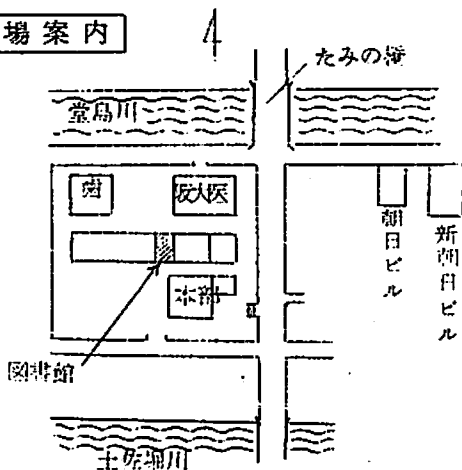 場案内
たみの橋
堂島川
歯
阪大医
朝日ビル
新朝日ビル
本部
図書館
土佐堀川